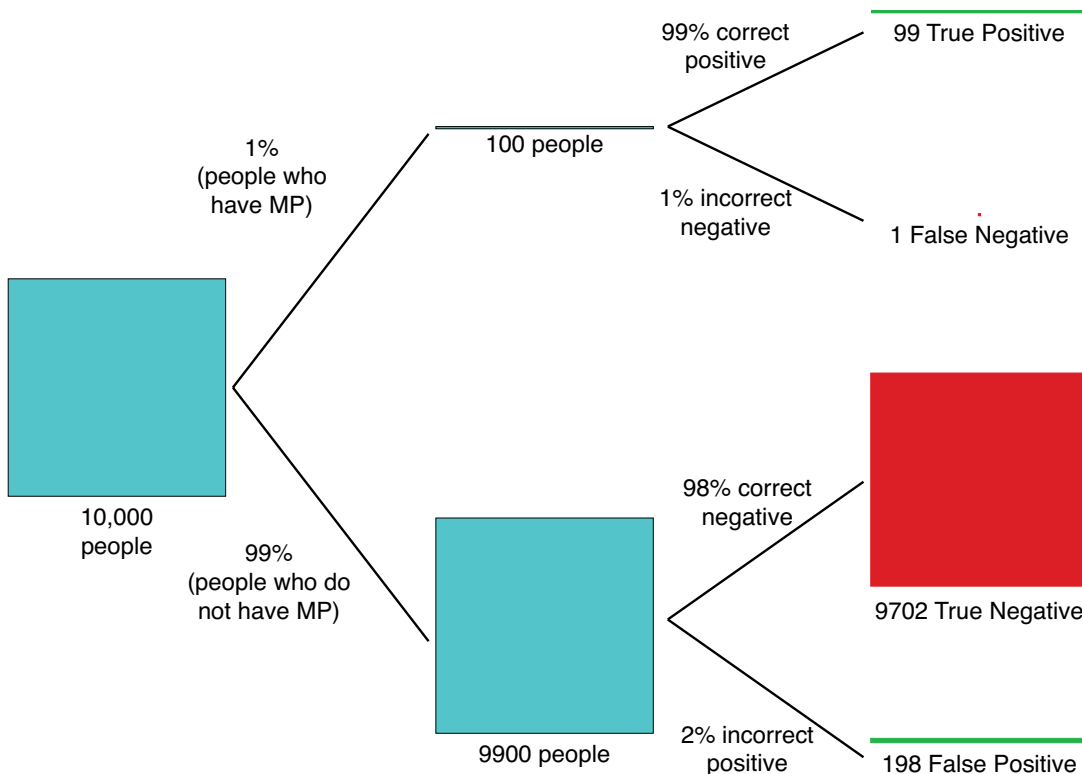 99% correct
positive
99 True Positive
1%
(people who
have MP)
100 people
1% incorrect
negative
1 False Negative
10,000
people
99%
(people who do
not have MP)
98% correct
negative
9702 True Negative
9900 people
2% incorrect
positive
198 False Positive